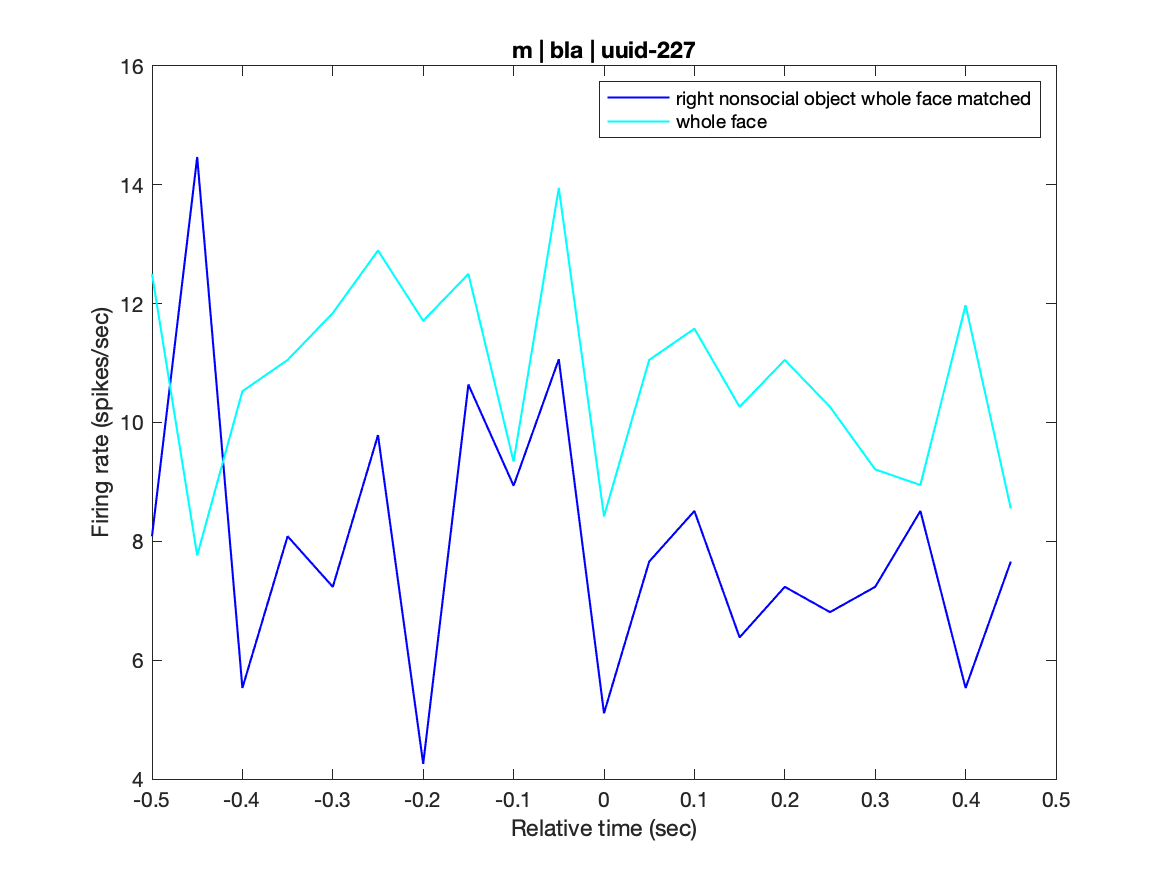 m | bla | uuid-227
right nonsocial object whole face matched
whole face
Firing rate (spikes/sec)
16
14
12
10
8
6
4
-0.5 -0.4 -0.3 -0.2 -0.1 0 0.1 0.2 0.3 0.4 0.5
Relative time (sec)